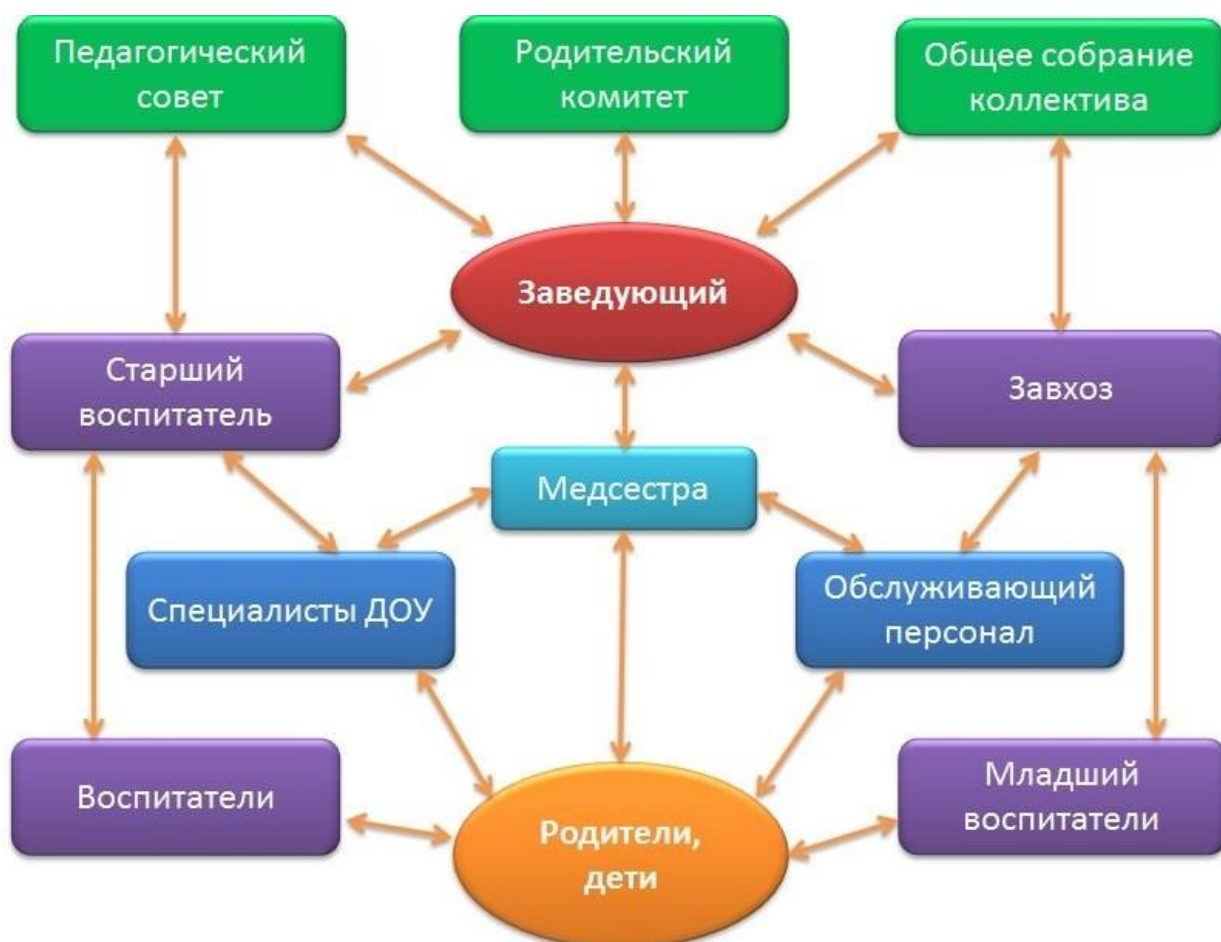 Педагогический
совет
Родительский
комитет
Общее собрание
коллектива
Заведующий
Старший
воспитатель
Завхоз
Медсестра
Специалисты ДОУ
Обслуживающий
персонал
Воспитатели
Младший
воспитатели
Родители,
дети